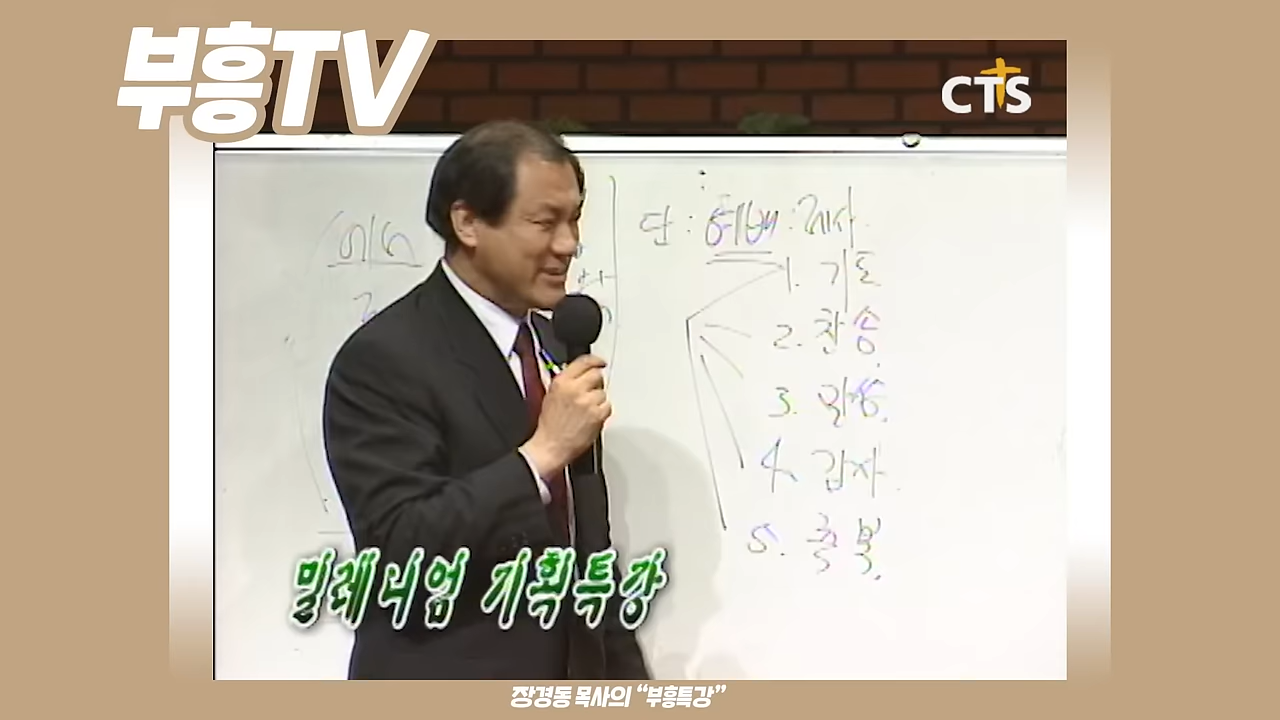 부흥TV
CTS
단 : 예배 : 제사
1. 기도
2. 찬송
3. 말씀
4. 감사
5. 축복
밀레니엄 기획특강
장경동 목사의 “부흥특강”